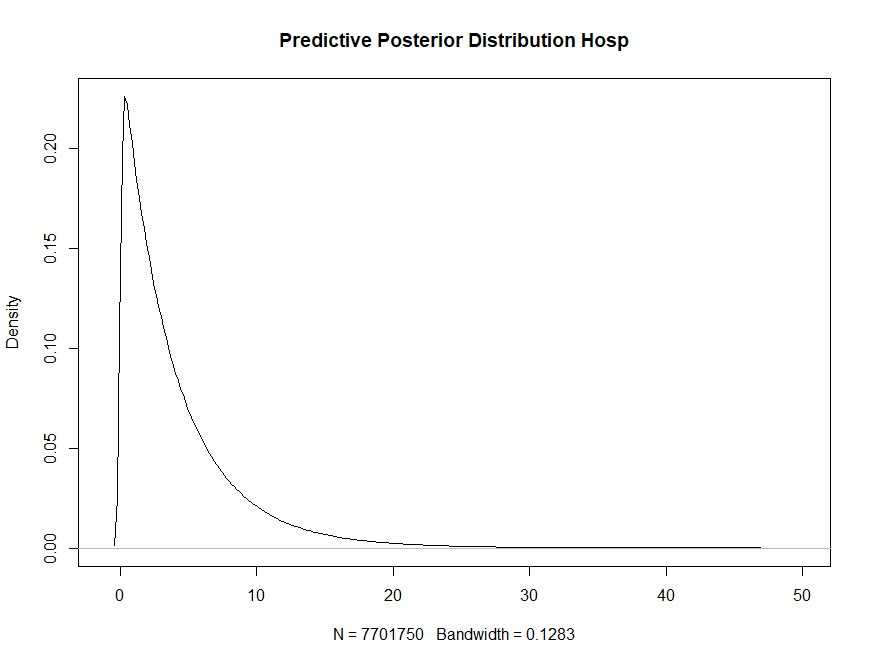 Predictive Posterior Distribution Hosp
Density
0.20
0.15
0.10
0.05
0.00
0 10 20 30 40 50
N = 7701750 Bandwidth = 0.1283